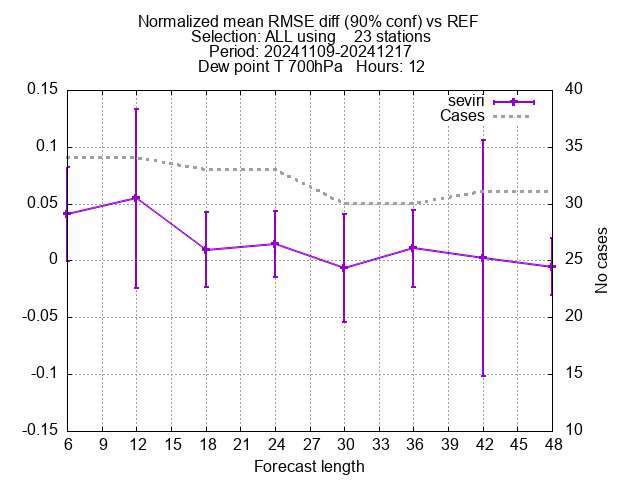 Normalized mean RMSE diff (90% conf) vs REF
Selection: ALL using    23 stations
Period: 20241109-20241217
Dew point T 700hPa   Hours: 12
seviri
Cases
0.15
0.1
0.05
0
-0.05
-0.1
-0.15
40
35
30
25
20
15
10
No cases
6 9 12 15 18 21 24 27 30 33 36 39 42 45 48
Forecast length